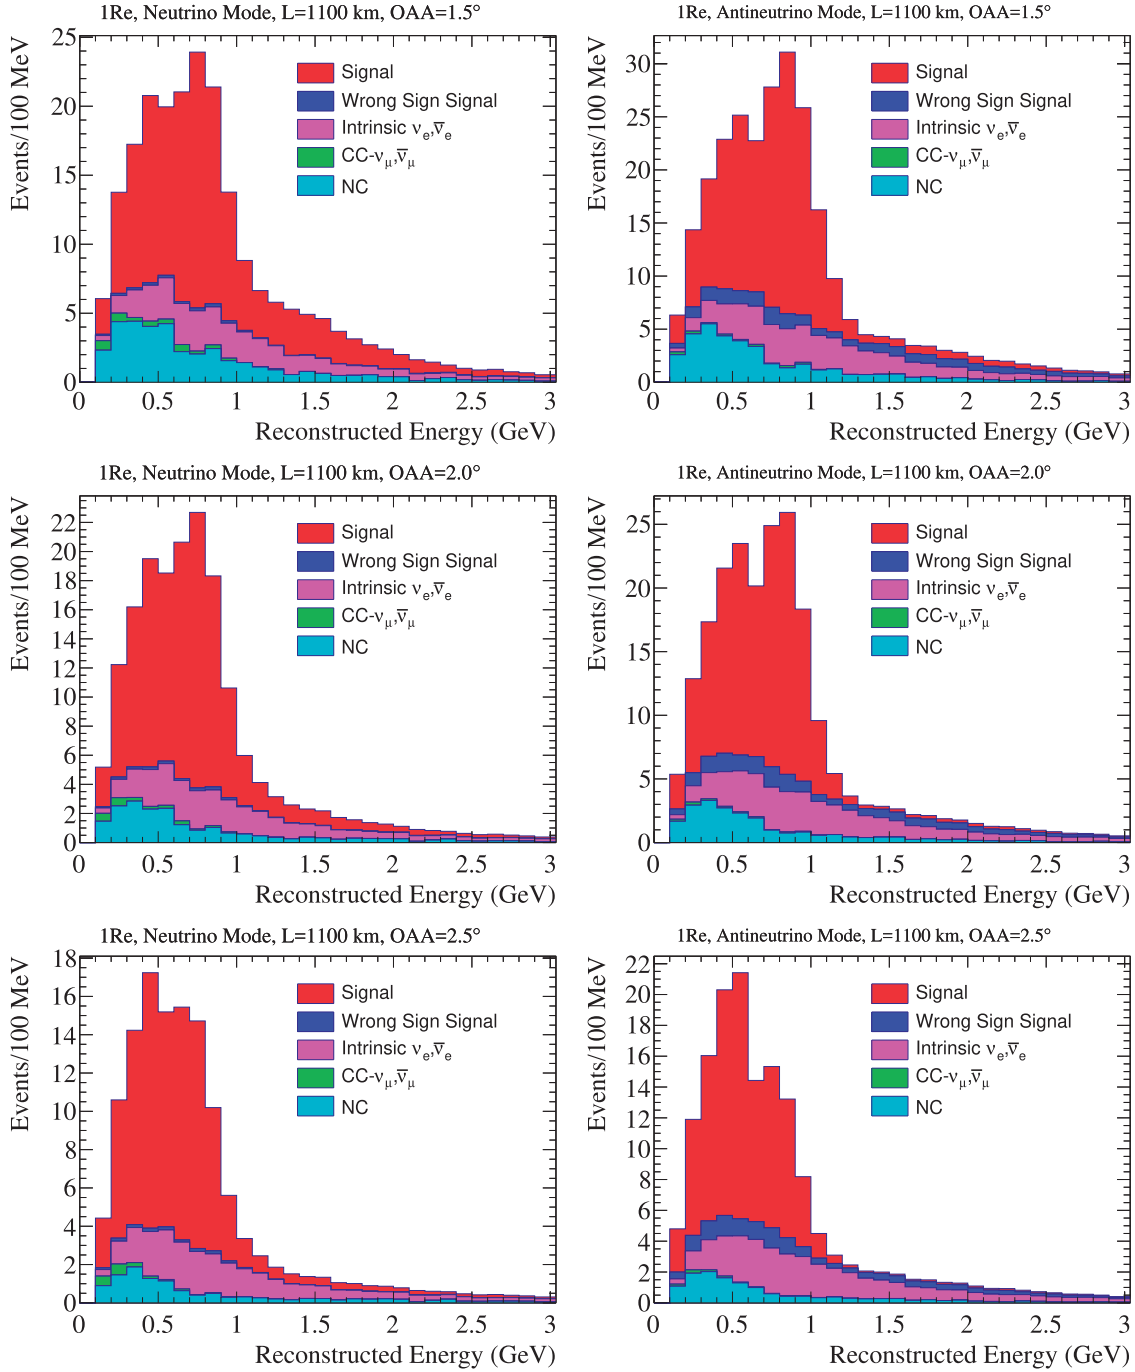 1Re, Neutrino Mode, L=1100 km, OAA=1.5°
Events/100 MeV
25
20
15
10
5
0
Signal
Wrong Sign Signal
Intrinsic νe,ν̅e
CC-νμ,ν̅μ
NC
0 0.5 1 1.5 2 2.5 3
Reconstructed Energy (GeV)
1Re, Antineutrino Mode, L=1100 km, OAA=1.5°
Events/100 MeV
30
25
20
15
10
5
0
Signal
Wrong Sign Signal
Intrinsic νe,ν̅e
CC-νμ,ν̅μ
NC
0 0.5 1 1.5 2 2.5 3
Reconstructed Energy (GeV)
1Re, Neutrino Mode, L=1100 km, OAA=2.0°
Events/100 MeV
22
20
18
16
14
12
10
8
6
4
2
0
Signal
Wrong Sign Signal
Intrinsic νe,ν̅e
CC-νμ,ν̅μ
NC
0 0.5 1 1.5 2 2.5 3
Reconstructed Energy (GeV)
1Re, Antineutrino Mode, L=1100 km, OAA=2.0°
Events/100 MeV
25
20
15
10
5
0
Signal
Wrong Sign Signal
Intrinsic νe,ν̅e
CC-νμ,ν̅μ
NC
0 0.5 1 1.5 2 2.5 3
Reconstructed Energy (GeV)
1Re, Neutrino Mode, L=1100 km, OAA=2.5°
Events/100 MeV
18
16
14
12
10
8
6
4
2
0
Signal
Wrong Sign Signal
Intrinsic νe,ν̅e
CC-νμ,ν̅μ
NC
0 0.5 1 1.5 2 2.5 3
Reconstructed Energy (GeV)
1Re, Antineutrino Mode, L=1100 km, OAA=2.5°
Events/100 MeV
22
20
18
16
14
12
10
8
6
4
2
0
Signal
Wrong Sign Signal
Intrinsic νe,ν̅e
CC-νμ,ν̅μ
NC
0 0.5 1 1.5 2 2.5 3
Reconstructed Energy (GeV)